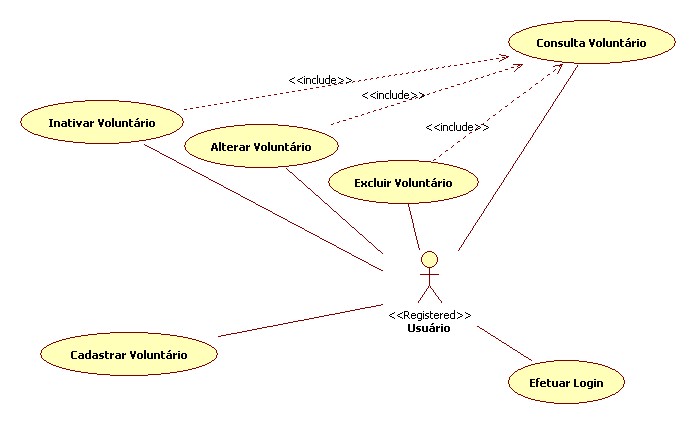 Consulta Voluntário
<<include>>
<<include>>
Inativar Voluntário
<<include>>
Alterar Voluntário
Excluir Voluntário
<<Registered>>
Usuário
Cadastrar Voluntário
Efetuar Login